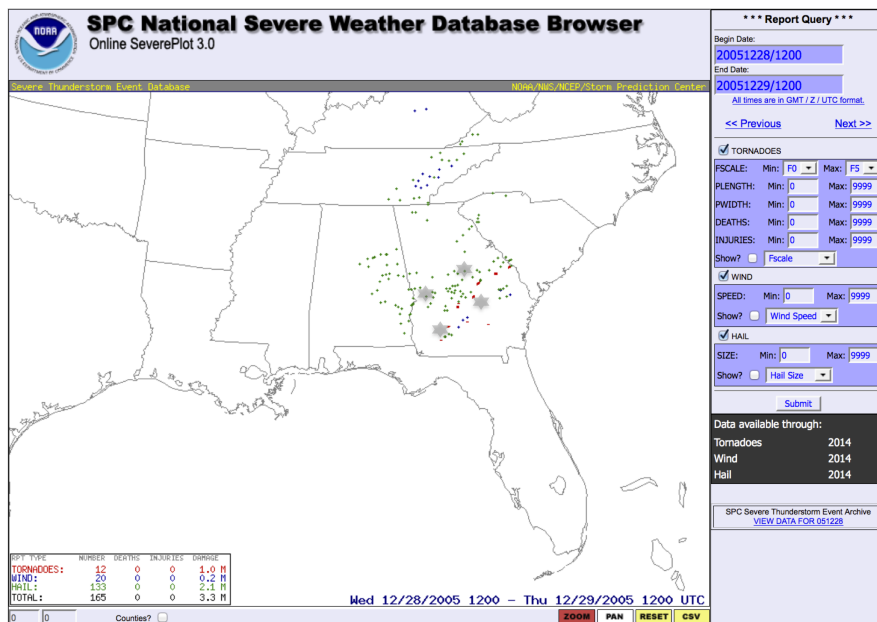 NOAA
SPC National Severe Weather Database Browser
Online SeverePlot 3.0
Severe Thunderstorm Event Database
NOAA/NWS/NCEP/Storm Prediction Center
RPT TYPE NUMBER DEATHS INJURIES DAMAGE
TORNADOES: 12 0 0 1.0 M
WIND: 20 0 0 0.2 M
HAIL: 133 0 0 2.1 M
TOTAL: 165 0 0 3.3 M
Wed 12/28/2005 1200 – Thu 12/29/2005 1200 UTC
0 0 Counties? ZOOM PAN RESET CSV
* * * Report Query * * *
Begin Date:
20051228/1200
End Date:
20051229/1200
All times are in GMT / Z / UTC format.
<< Previous Next >>
TORNADOES
FSCALE: Min: F0 Max: F5
PLENGTH: Min: 0 Max: 9999
PWIDTH: Min: 0 Max: 9999
DEATHS: Min: 0 Max: 9999
INJURIES: Min: 0 Max: 9999
Show? Fscale
WIND
SPEED: Min: 0 Max: 9999
Show? Wind Speed
HAIL
SIZE: Min: 0 Max: 9999
Show? Hail Size
Submit
Data available through:
Tornadoes 2014
Wind 2014
Hail 2014
SPC Severe Thunderstorm Event Archive
VIEW DATA FOR 051228